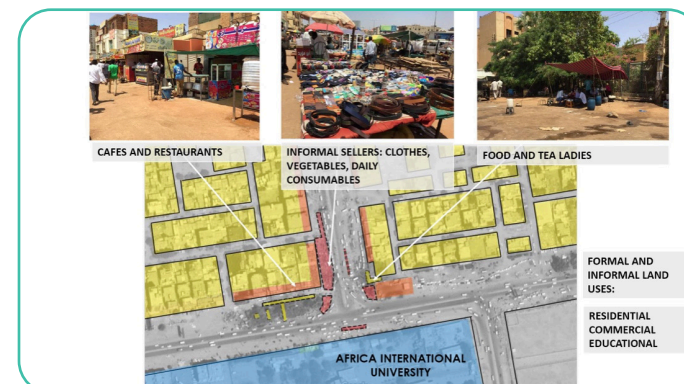 CAFES AND RESTAURANTS
INFORMAL SELLERS: CLOTHES,
VEGETABLES, DAILY
CONSUMABLES
FOOD AND TEA LADIES
FORMAL AND
INFORMAL LAND
USES:
RESIDENTIAL
COMMERCIAL
EDUCATIONAL
AFRICA INTERNATIONAL
UNIVERSITY